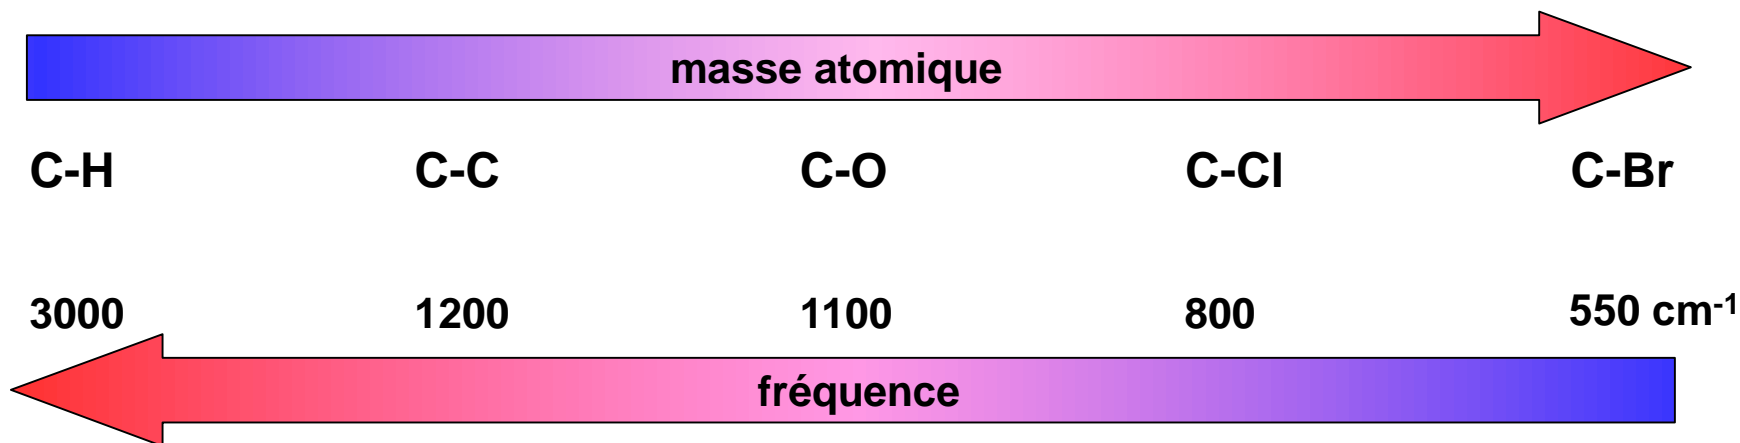 masse atomique
C-H C-C C-O C-Cl C-Br
3000 1200 1100 800 550 cm-1
fréquence